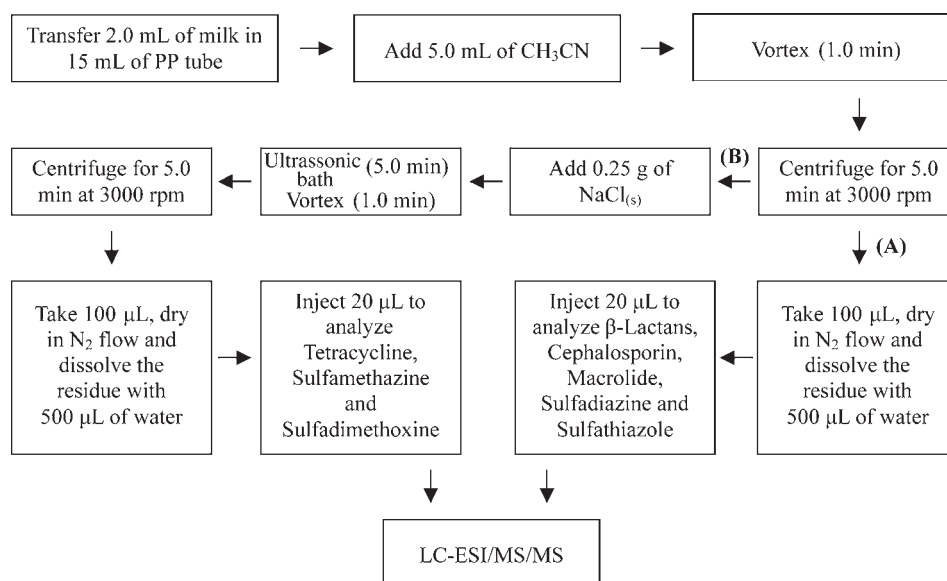 Transfer 2.0 mL of milk in
15 mL of PP tube
Add 5.0 mL of CH₃CN
Vortex (1.0 min)
Centrifuge for 5.0
min at 3000 rpm
Ultrassonic (5.0 min)
bath
Vortex (1.0 min)
Add 0.25 g of
NaCl(s)
(B)
Centrifuge for 5.0
min at 3000 rpm
(A)
Take 100 µL, dry
in N₂ flow and
dissolve the
residue with
500 µL of water
Inject 20 µL to
analyze
Tetracycline,
Sulfamethazine
and
Sulfadimethoxine
Inject 20 µL to
analyze β-Lactans,
Cephalosporin,
Macrolide,
Sulfadiazine and
Sulfathiazole
Take 100 µL, dry
in N₂ flow and
dissolve the
residue with
500 µL of water
LC-ESI/MS/MS